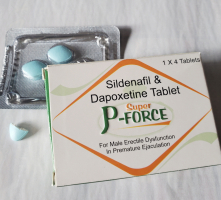 1 X 4 Tablets
Sildenafil &
Dapoxetine Tablet
Super
P-FORCE
For Male Erectile Dysfunction
In Premature Ejaculation